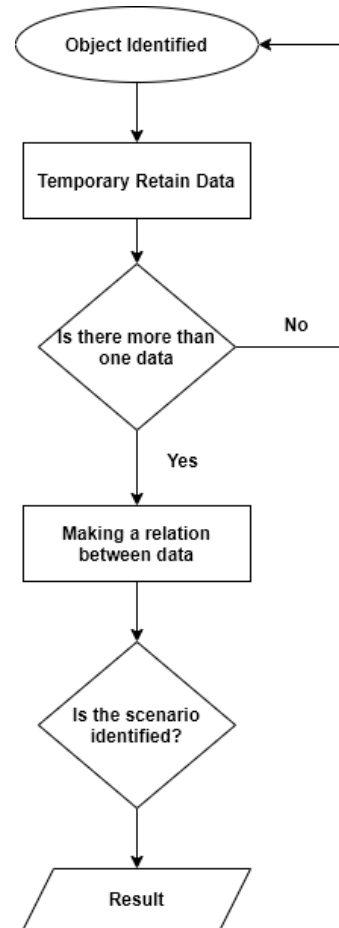 Object Identified
Temporary Retain Data
Is there more than
one data
No
Yes
Making a relation
between data
Is the scenario
identified?
Result